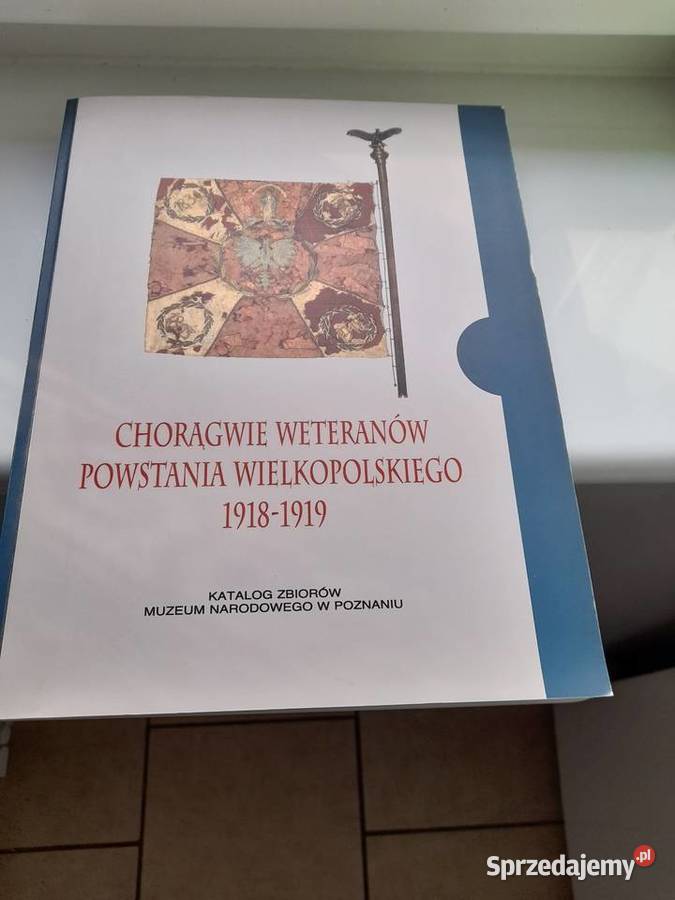 CHORĄGWIE WETERANÓW
POWSTANIA WIELKOPOLSKIEGO
1918-1919
KATALOG ZBIORÓW
MUZEUM NARODOWEGO W POZNANIU
Sprzedajemy.pl